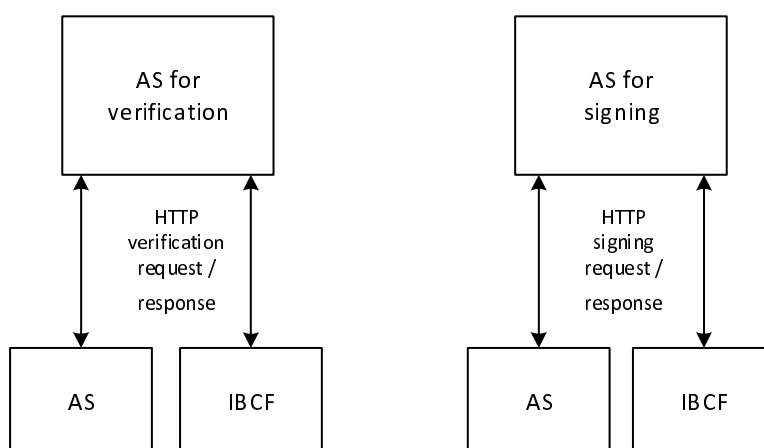 AS for
verification
AS for
signing
HTTP
verification
request /
response
HTTP
signing
request /
response
AS
IBCF
AS
IBCF